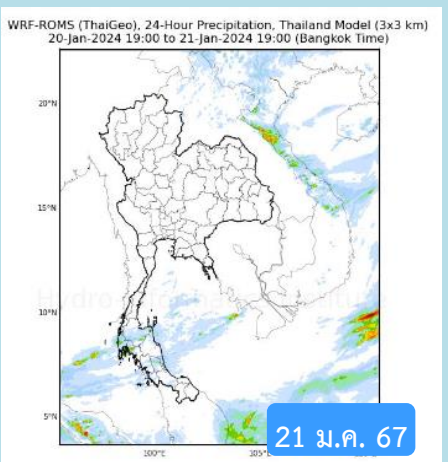 WRF-ROMS (ThaiGeo), 24-Hour Precipitation, Thailand Model (3x3 km)
20-Jan-2024 19:00 to 21-Jan-2024 19:00 (Bangkok Time)
20°N
15°N
10°N
5°N
100°E
105°E
21 ม.ค. 67